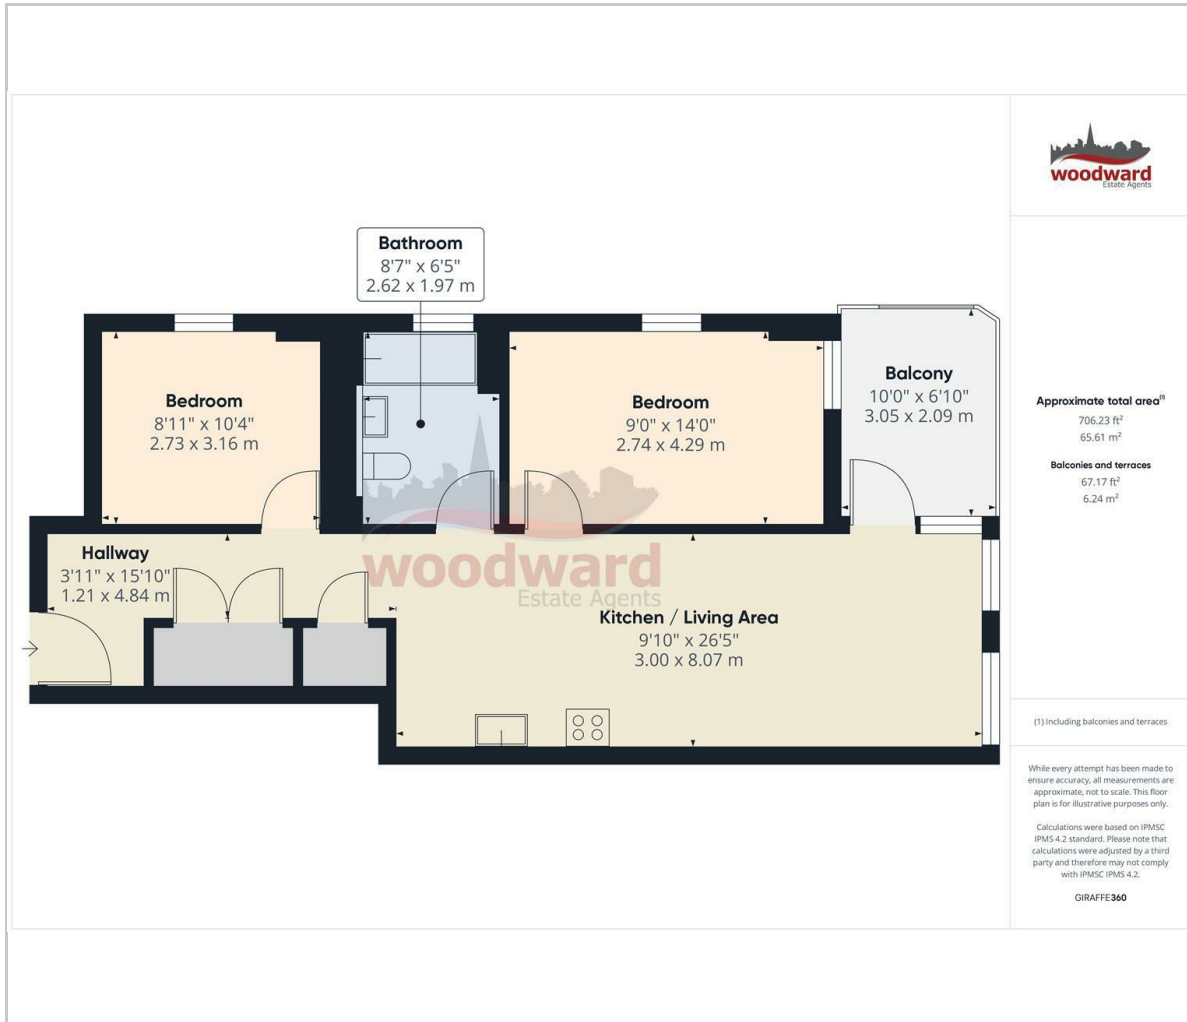 woodward
Estate Agents
Bathroom
8'7" x 6'5"
2.62 x 1.97 m
Bedroom
8'11" x 10'4"
2.73 x 3.16 m
Bedroom
9'0" x 14'0"
2.74 x 4.29 m
Balcony
10'0" x 6'10"
3.05 x 2.09 m
Hallway
3'11" x 15'10"
1.21 x 4.84 m
woodward
Estate Agents
Kitchen / Living Area
9'10" x 26'5"
3.00 x 8.07 m
Approximate total area⁽¹⁾
706.23 ft²
65.61 m²
Balconies and terraces
67.17 ft²
6.24 m²
(1) Including balconies and terraces
While every attempt has been made to
ensure accuracy, all measurements are
approximate, not to scale. This floor
plan is for illustrative purposes only.
Calculations were based on IPMSC
IPMS 4.2 standard. Please note that
calculations were adjusted by a third
party and therefore may not comply
with IPMSC IPMS 4.2.
GIRAFFE360